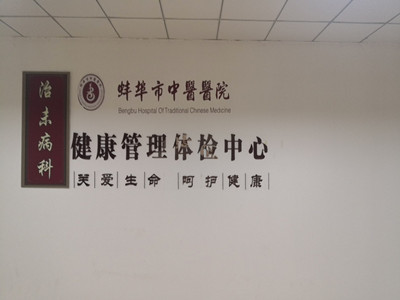 治未病科
蚌埠市中醫醫院
Bengbu Hospital Of Traditional Chinese Medicine
健康管理体检中心
关爱生命 呵护健康